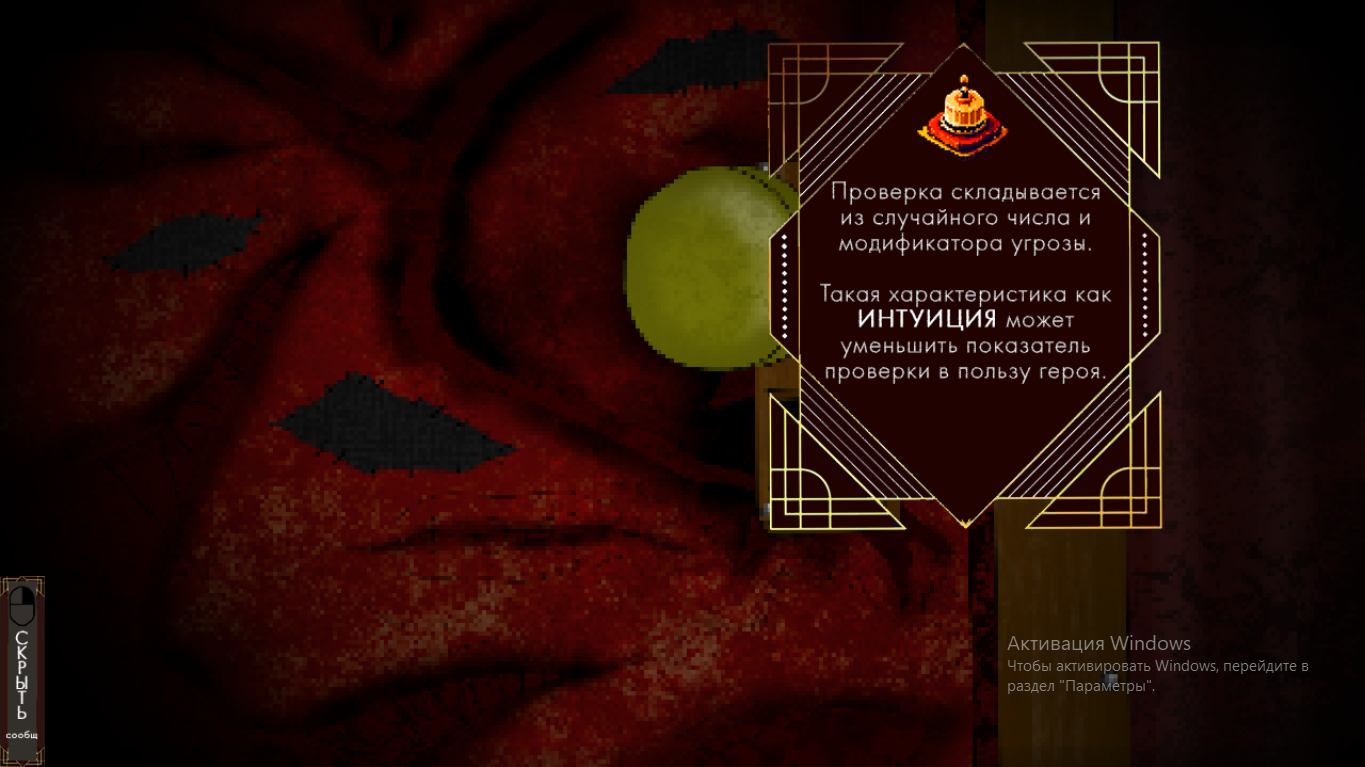 Проверка складывается
из случайного числа и
модификатора угрозы.
Такая характеристика как
ИНТУИЦИЯ может
уменьшить показатель
проверки в пользу героя.
СКРЫТЬ
сообщ
Активация Windows
Чтобы активировать Windows, перейдите в
раздел "Параметры".